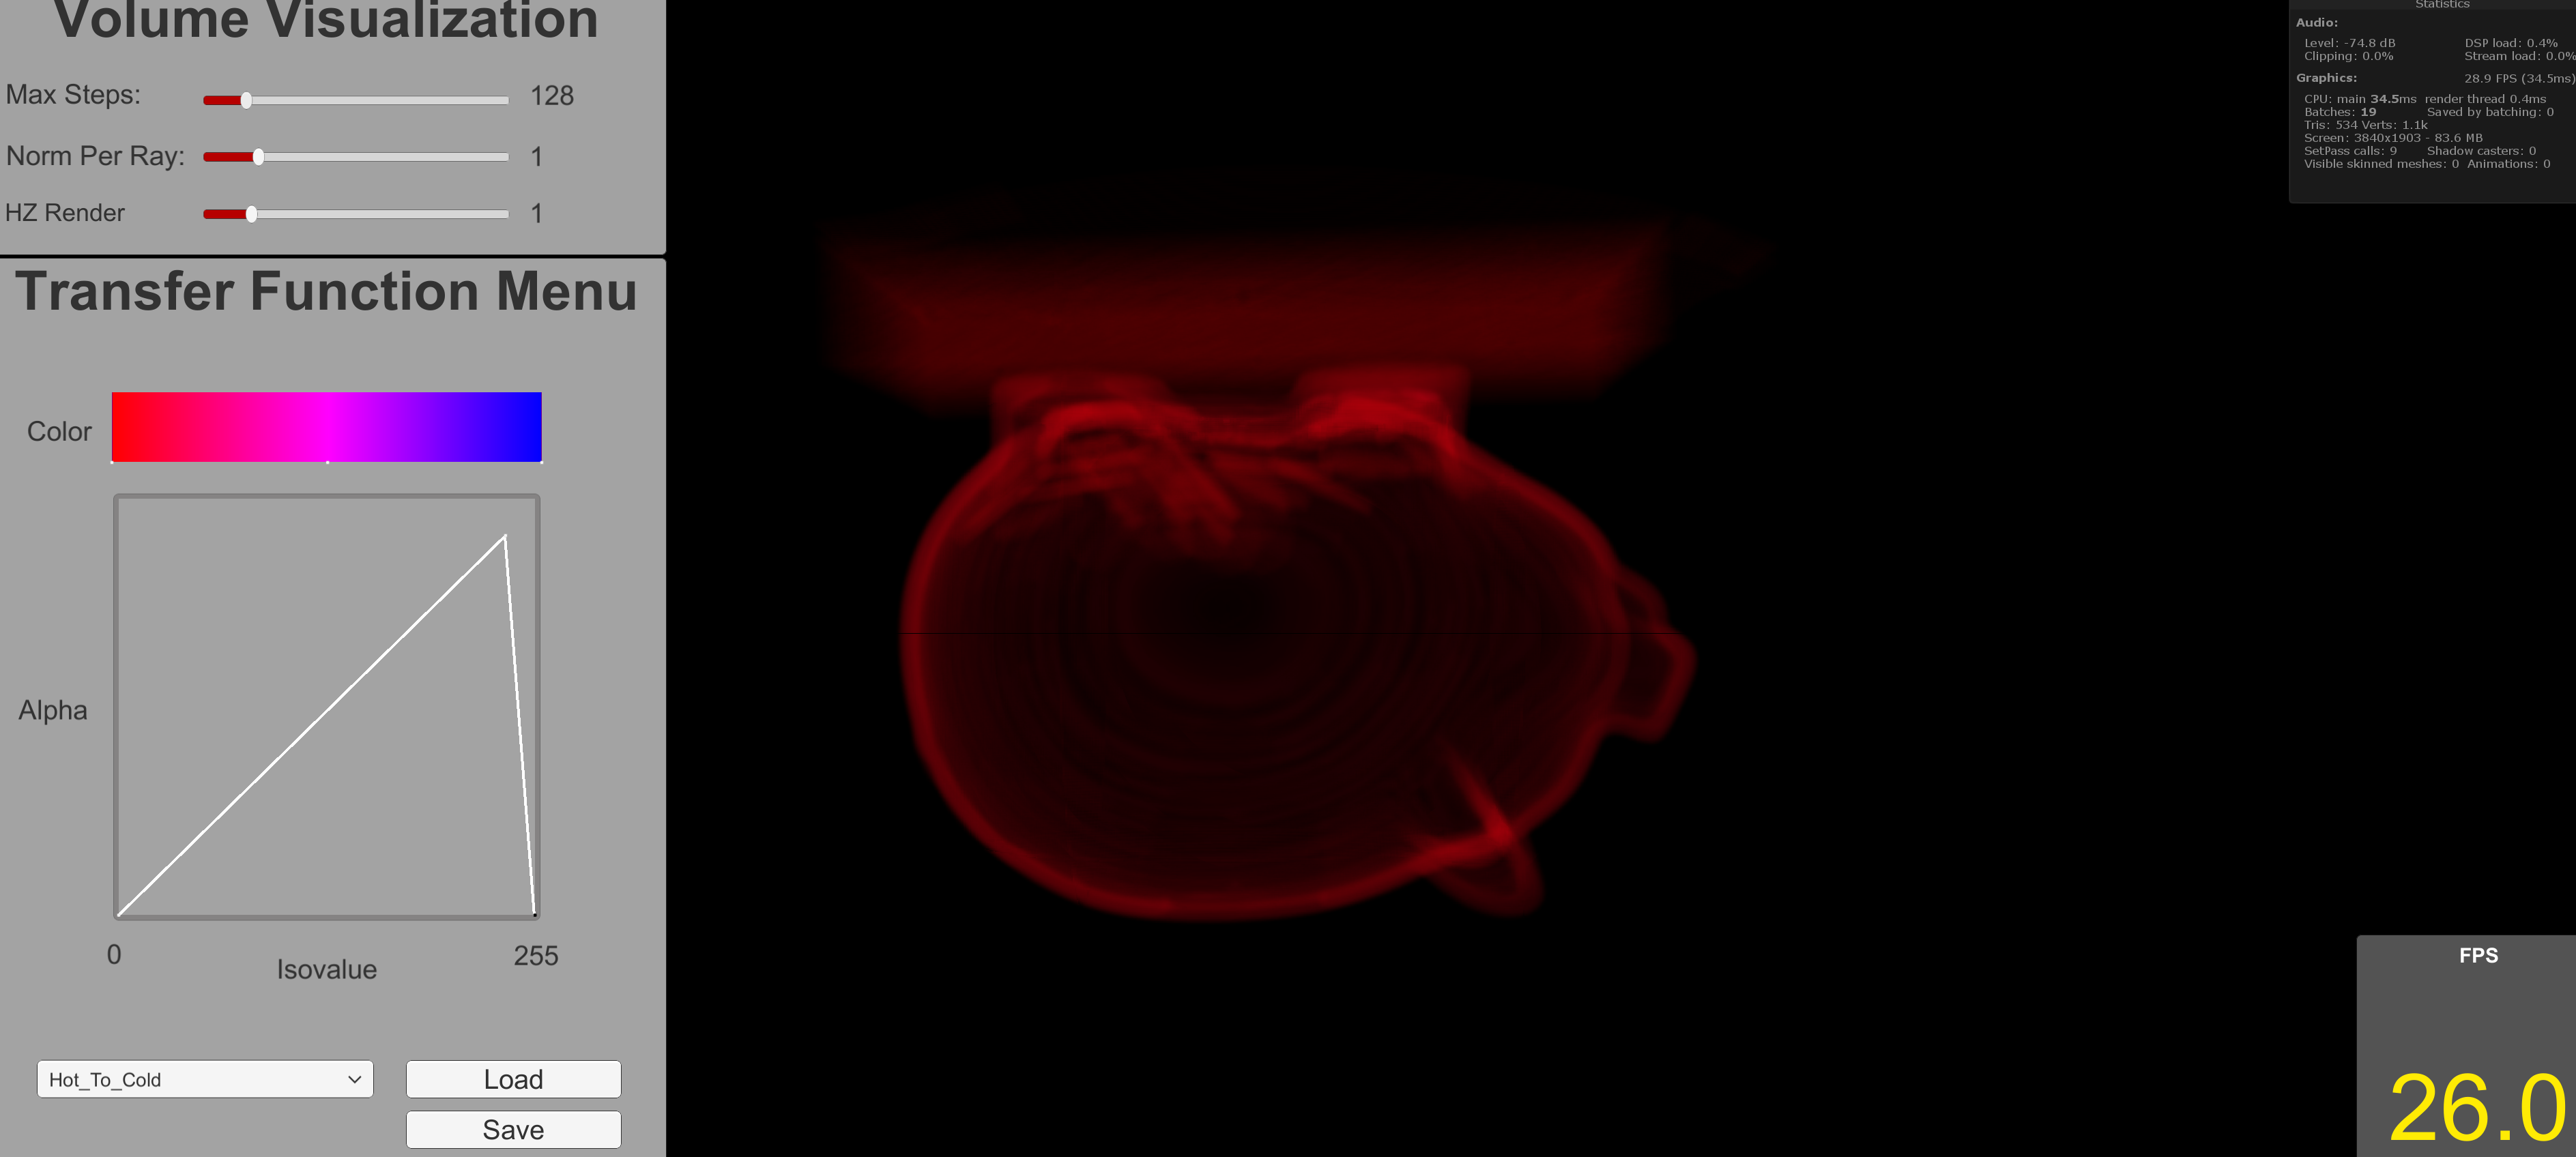 Volume Visualization
Max Steps: 128
Norm Per Ray: 1
HZ Render 1
Transfer Function Menu
Color
Alpha
0 255
Isovalue
Hot_To_Cold
Load
Save
Statistics
Audio:
Level: -74.8 dB DSP load: 0.4%
Clipping: 0.0% Stream load: 0.0%
Graphics: 28.9 FPS (34.5ms)
CPU: main 34.5ms render thread 0.4ms
Batches: 19 Saved by batching: 0
Tris: 534 Verts: 1.1k
Screen: 3840x1903 - 83.6 MB
SetPass calls: 9 Shadow casters: 0
Visible skinned meshes: 0 Animations: 0
FPS
26.0